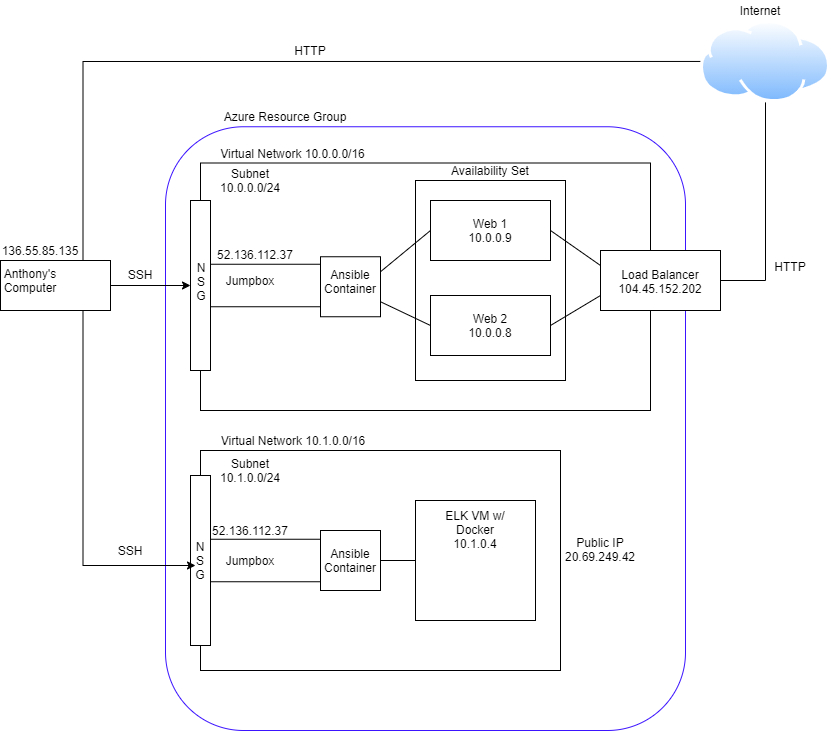 Internet
HTTP
Azure Resource Group
Virtual Network 10.0.0.0/16
Subnet
10.0.0.0/24
Availability Set
Web 1
10.0.0.9
136.55.85.135
Anthony's
Computer
SSH
N
S
G
52.136.112.37
Jumpbox
Ansible
Container
Load Balancer
104.45.152.202
HTTP
Web 2
10.0.0.8
Virtual Network 10.1.0.0/16
Subnet
10.1.0.0/24
ELK VM w/
Docker
10.1.0.4
52.136.112.37
SSH
N
S
G
Jumpbox
Ansible
Container
Public IP
20.69.249.42